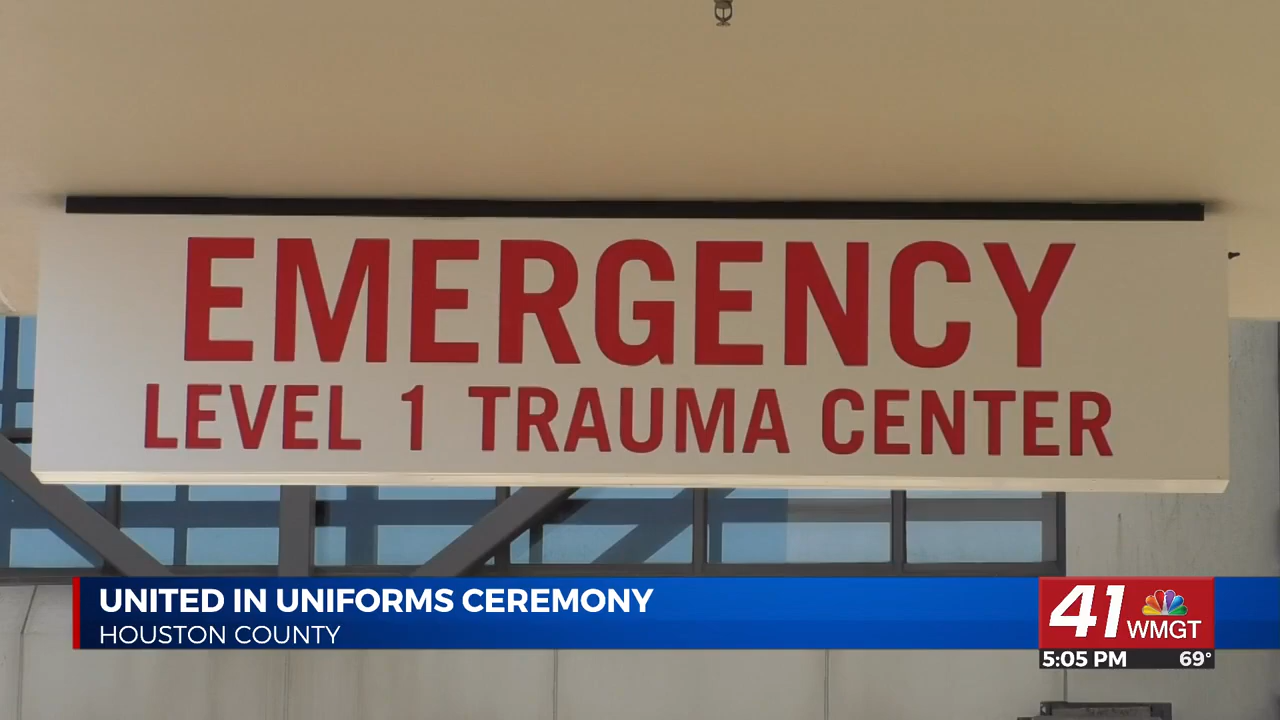 EMERGENCY
LEVEL 1 TRAUMA CENTER
UNITED IN UNIFORMS CEREMONY
HOUSTON COUNTY
41
WMGT
5:05 PM 69°